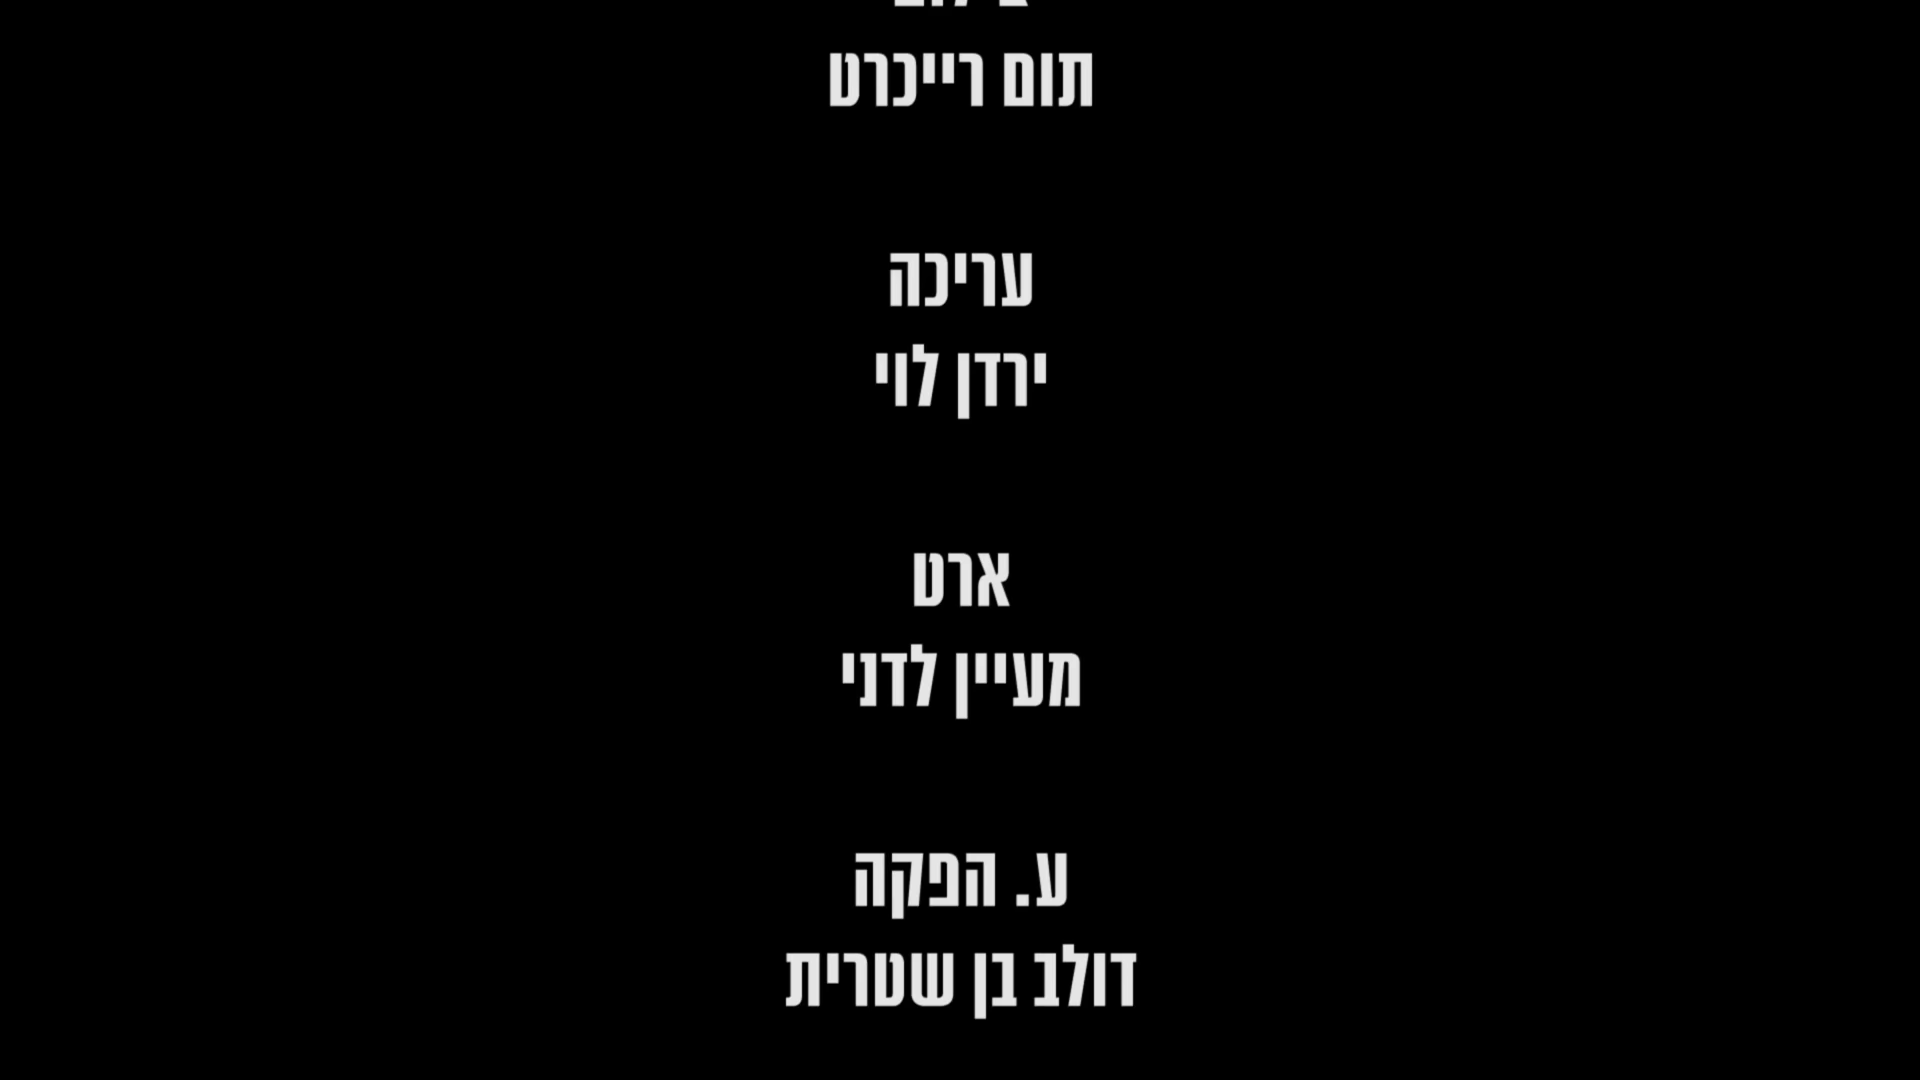 תום רייכרט
עריכה
ירדן לוי
ארט
מעיין לדני
ע. הפקה
דולב בן שטרית